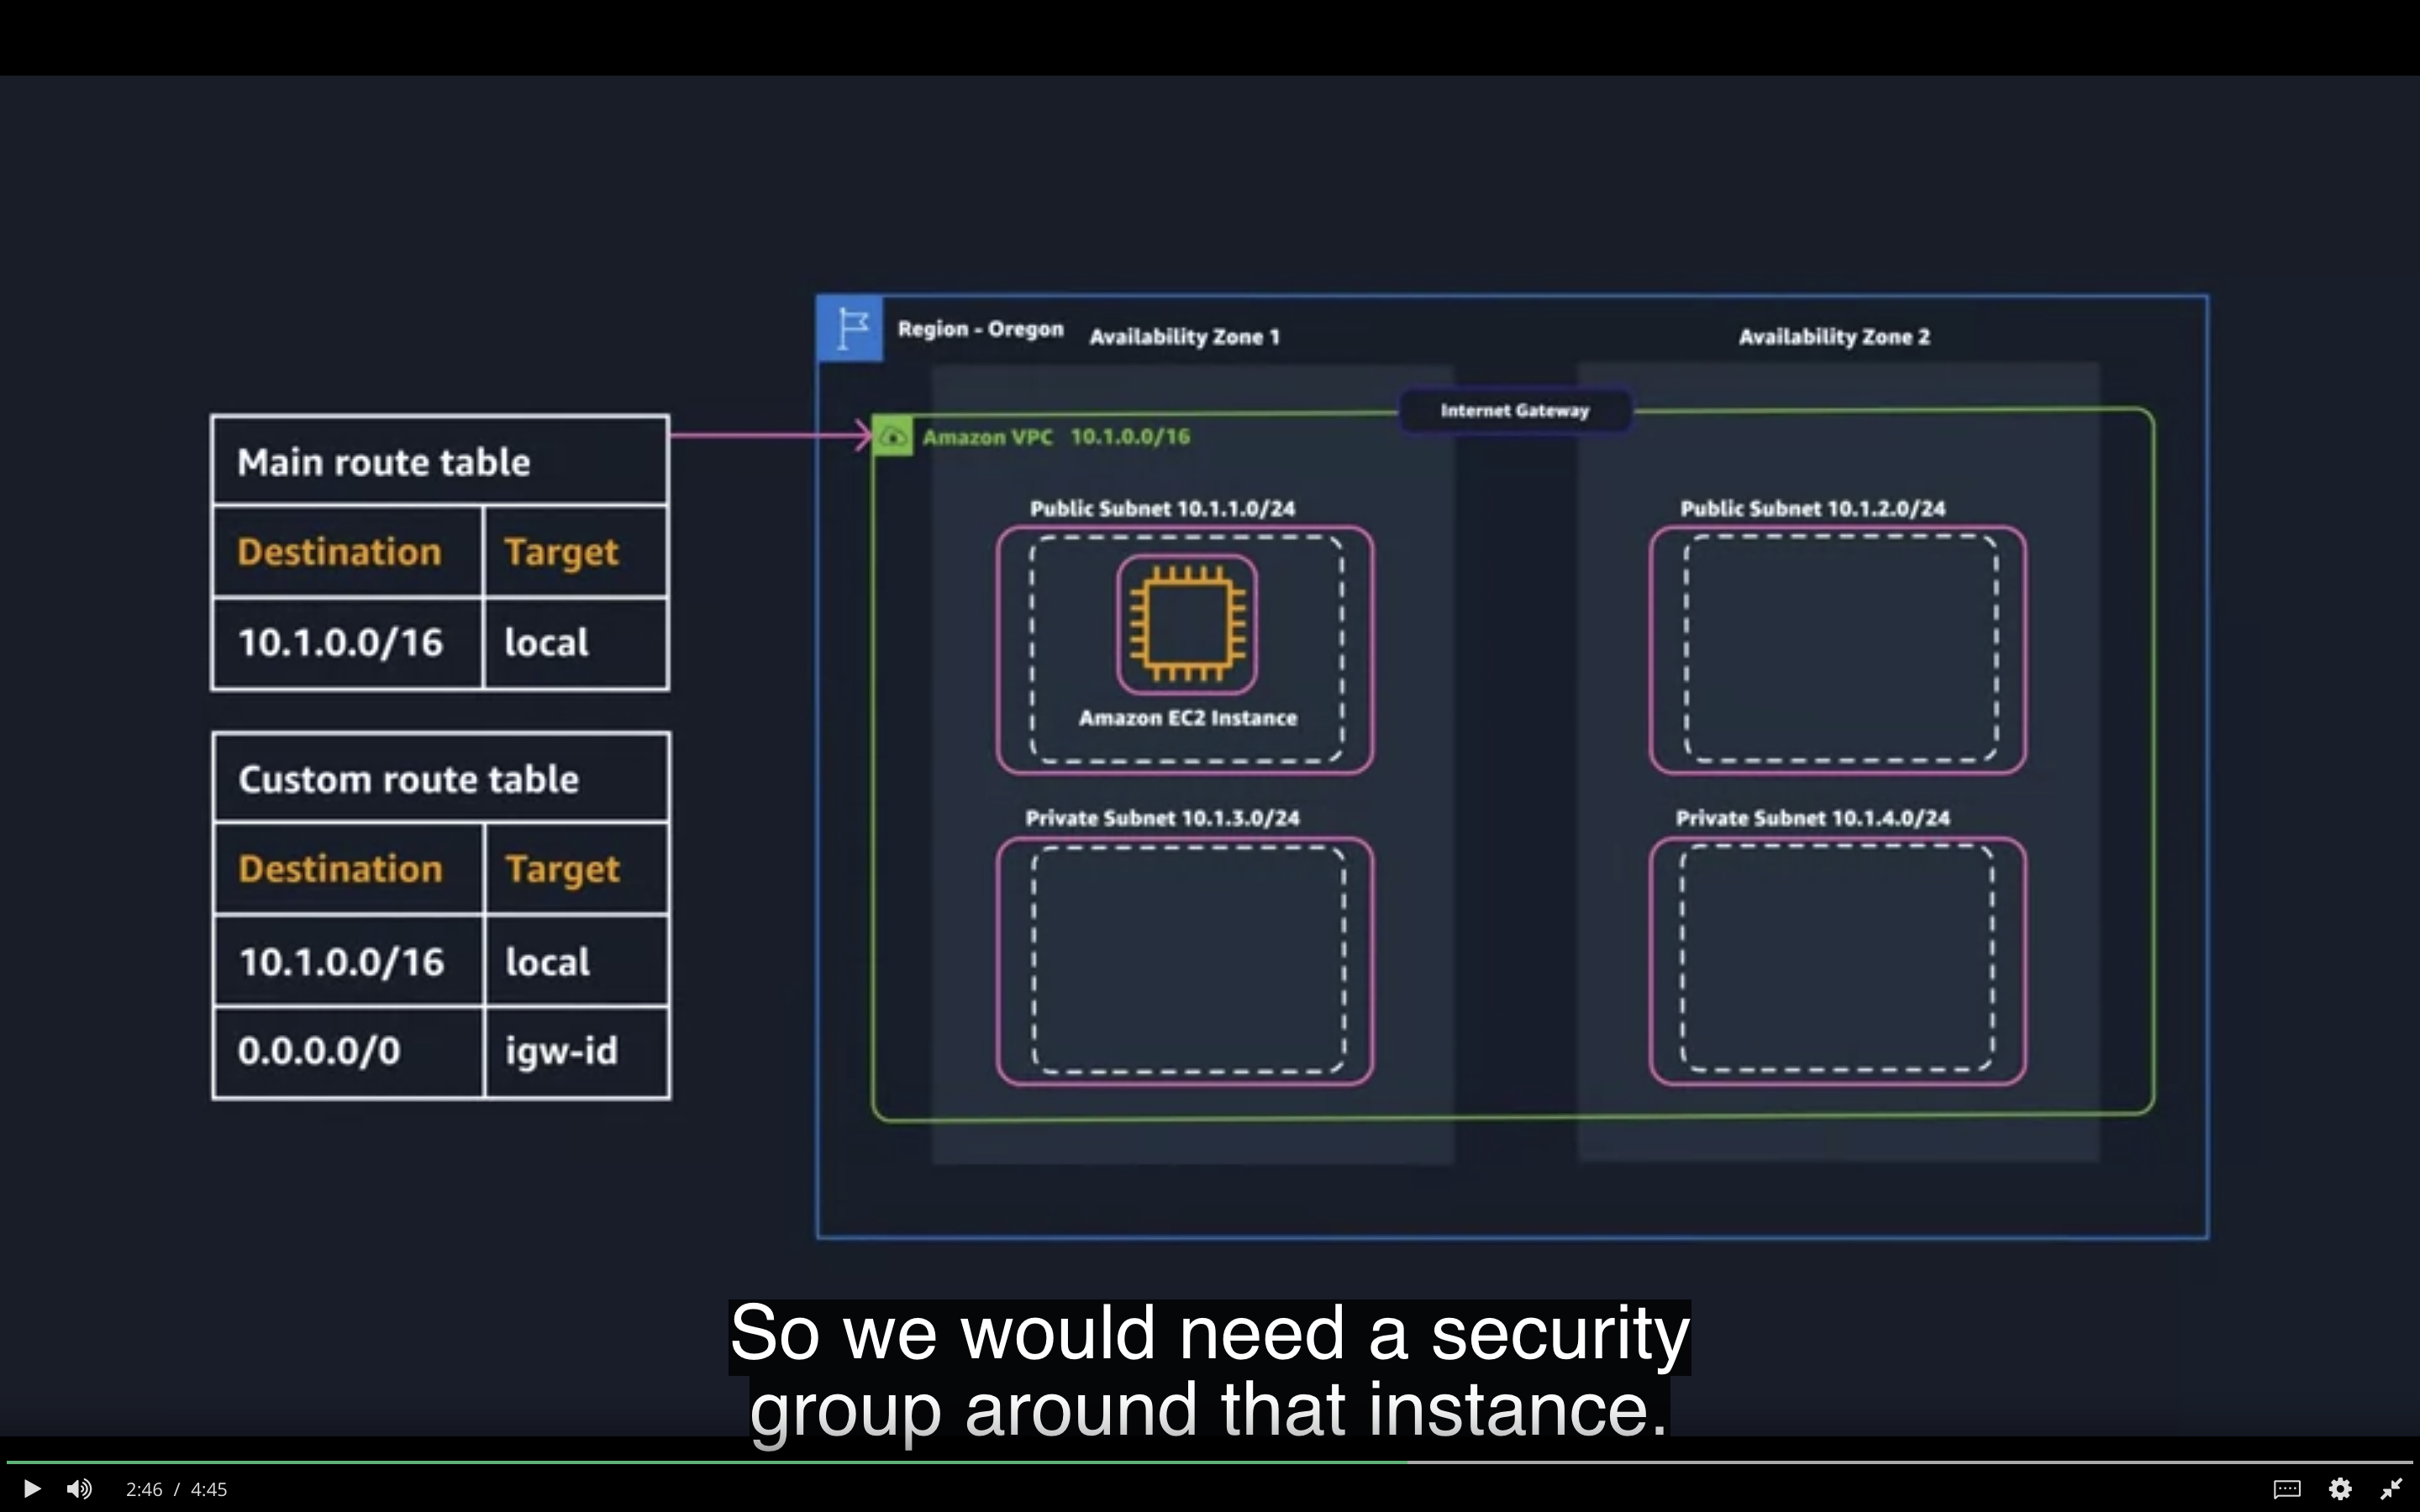 Region - Oregon
Availability Zone 1
Availability Zone 2
Internet Gateway
Amazon VPC 10.1.0.0/16
Main route table
Destination Target
10.1.0.0/16 local
Custom route table
Destination Target
10.1.0.0/16 local
0.0.0.0/0 igw-id
Public Subnet 10.1.1.0/24
Amazon EC2 Instance
Public Subnet 10.1.2.0/24
Private Subnet 10.1.3.0/24
Private Subnet 10.1.4.0/24
So we would need a security
group around that instance.
2:46 / 4:45